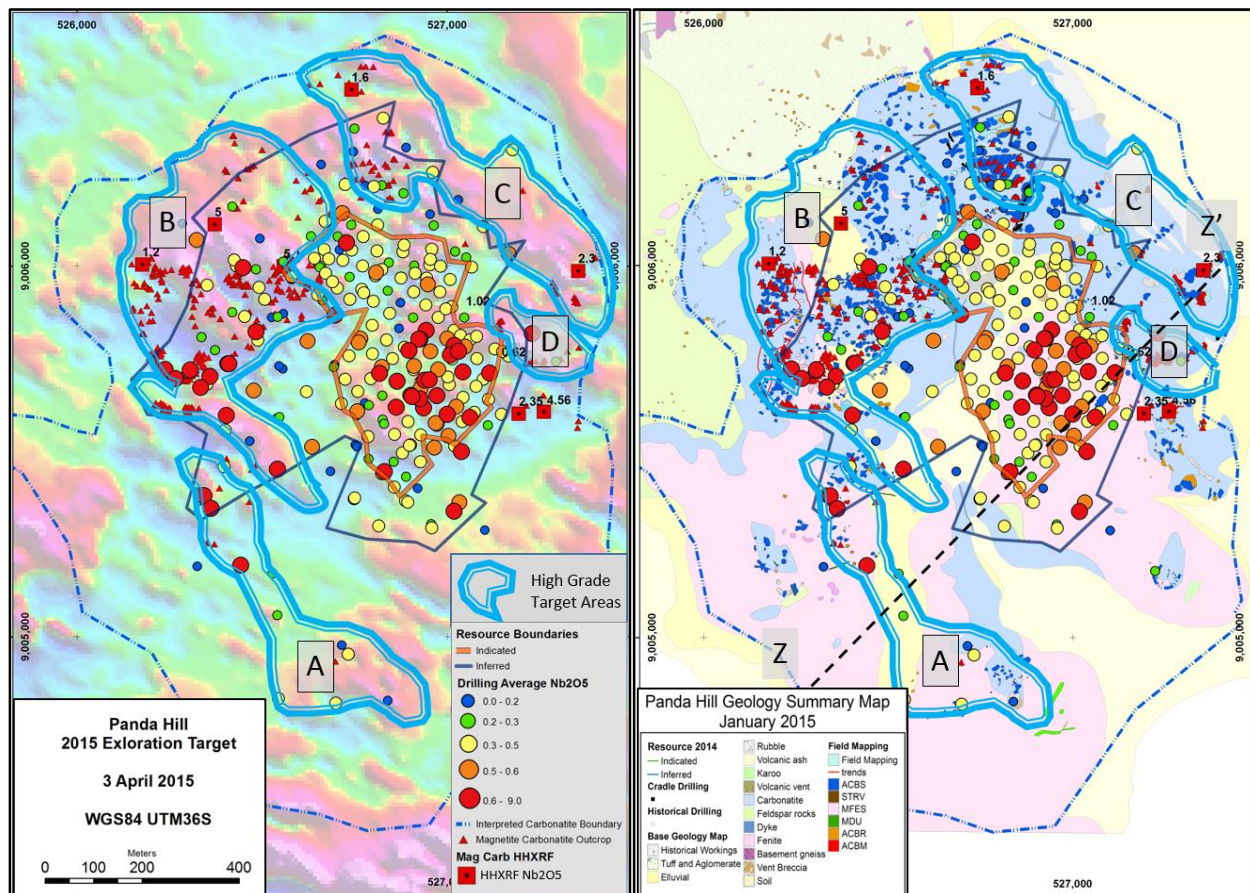 526,000
527,000
1.6
C
B
5
1.2
9,006,000
5
2.3
1.02
D
0.62
2.35 4.56
High Grade
Target Areas
9,005,000
A
Resource Boundaries
Indicated
Inferred
Drilling Average Nb2O5
0.0 - 0.2
0.2 - 0.3
0.3 - 0.5
0.5 - 0.6
0.6 - 9.0
Interpreted Carbonatite Boundary
Magnetite Carbonatite Outcrop
Mag Carb HHXRF
HHXRF Nb2O5
Panda Hill
2015 Exloration Target
3 April 2015
WGS84 UTM36S
Meters
0 100 200 400
526,000
527,000
1.6
C
B
5
Z'
1.2
9,006,000
2.3
1.02
D
2.35 4.56
9,005,000
Z
A
Panda Hill Geology Summary Map
January 2015
Resource 2014
Indicated
Inferred
Cradle Drilling
Historical Drilling
Base Geology Map
Historical Workings
Tuff and Aglomerate
Elluvial
Rubble
Volcanic ash
Karoo
Volcanic vent
Carbonatite
Feldspar rocks
Dyke
Fenite
Basement gneiss
Vent Breccia
Soil
Field Mapping
Field Mapping
trends
ACBS
STRV
MFES
MDU
ACBR
ACBM
527,000